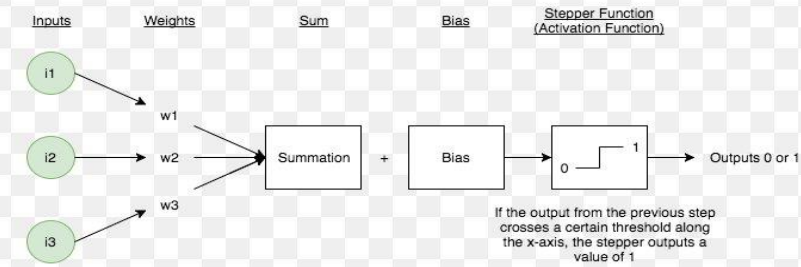 Inputs
Weights
Sum
Bias
Stepper Function
(Activation Function)
i1
w1
i2
w2
Summation
+
Bias
0
1
Outputs 0 or 1
w3
i3
If the output from the previous step
crosses a certain threshold along
the x-axis, the stepper outputs a
value of 1